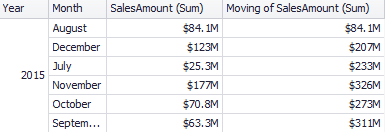 Year Month SalesAmount (Sum) Moving of SalesAmount (Sum)
2015 August $84.1M $84.1M
December $123M $207M
July $25.3M $233M
November $177M $326M
October $70.8M $273M
Septem... $63.3M $311M